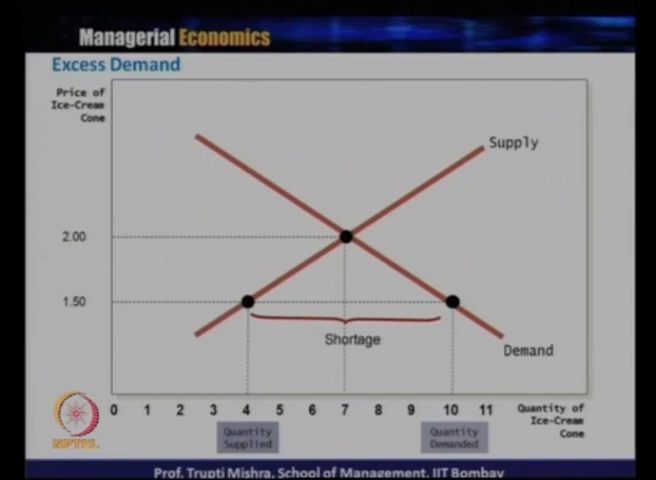 Managerial Economics
Excess Demand
Price of
Ice-Cream
Cone
Supply
2.00
1.50
Shortage
Demand
0 1 2 3 4 5 6 7 8 9 10 11
Quantity of
Ice-Cream
Cone
Quantity
Supplied
Quantity
Demanded
NPTEL
Prof. Trupti Mishra, School of Management, IIT Bombay